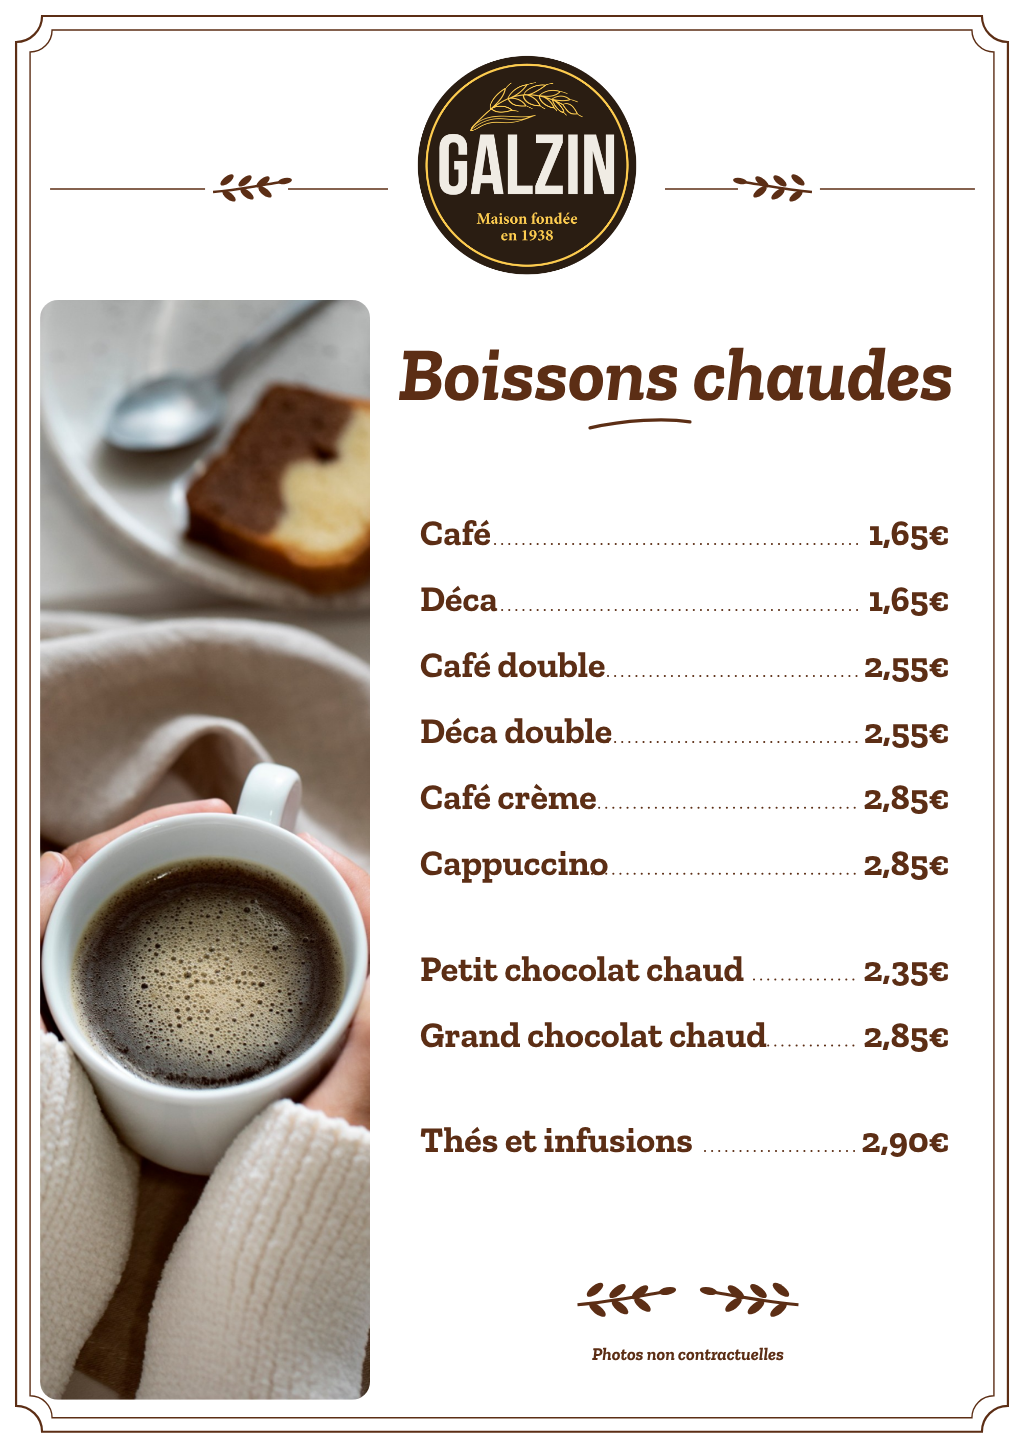 GALZIN
Maison fondée
en 1938
Boissons chaudes
Café.......................................................... 1,65€
Déca.......................................................... 1,65€
Café double.......................................... 2,55€
Déca double.......................................... 2,55€
Café crème............................................ 2,85€
Cappuccino.......................................... 2,85€
Petit chocolat chaud .................. 2,35€
Grand chocolat chaud............... 2,85€
Thés et infusions .......................... 2,90€
Photos non contractuelles